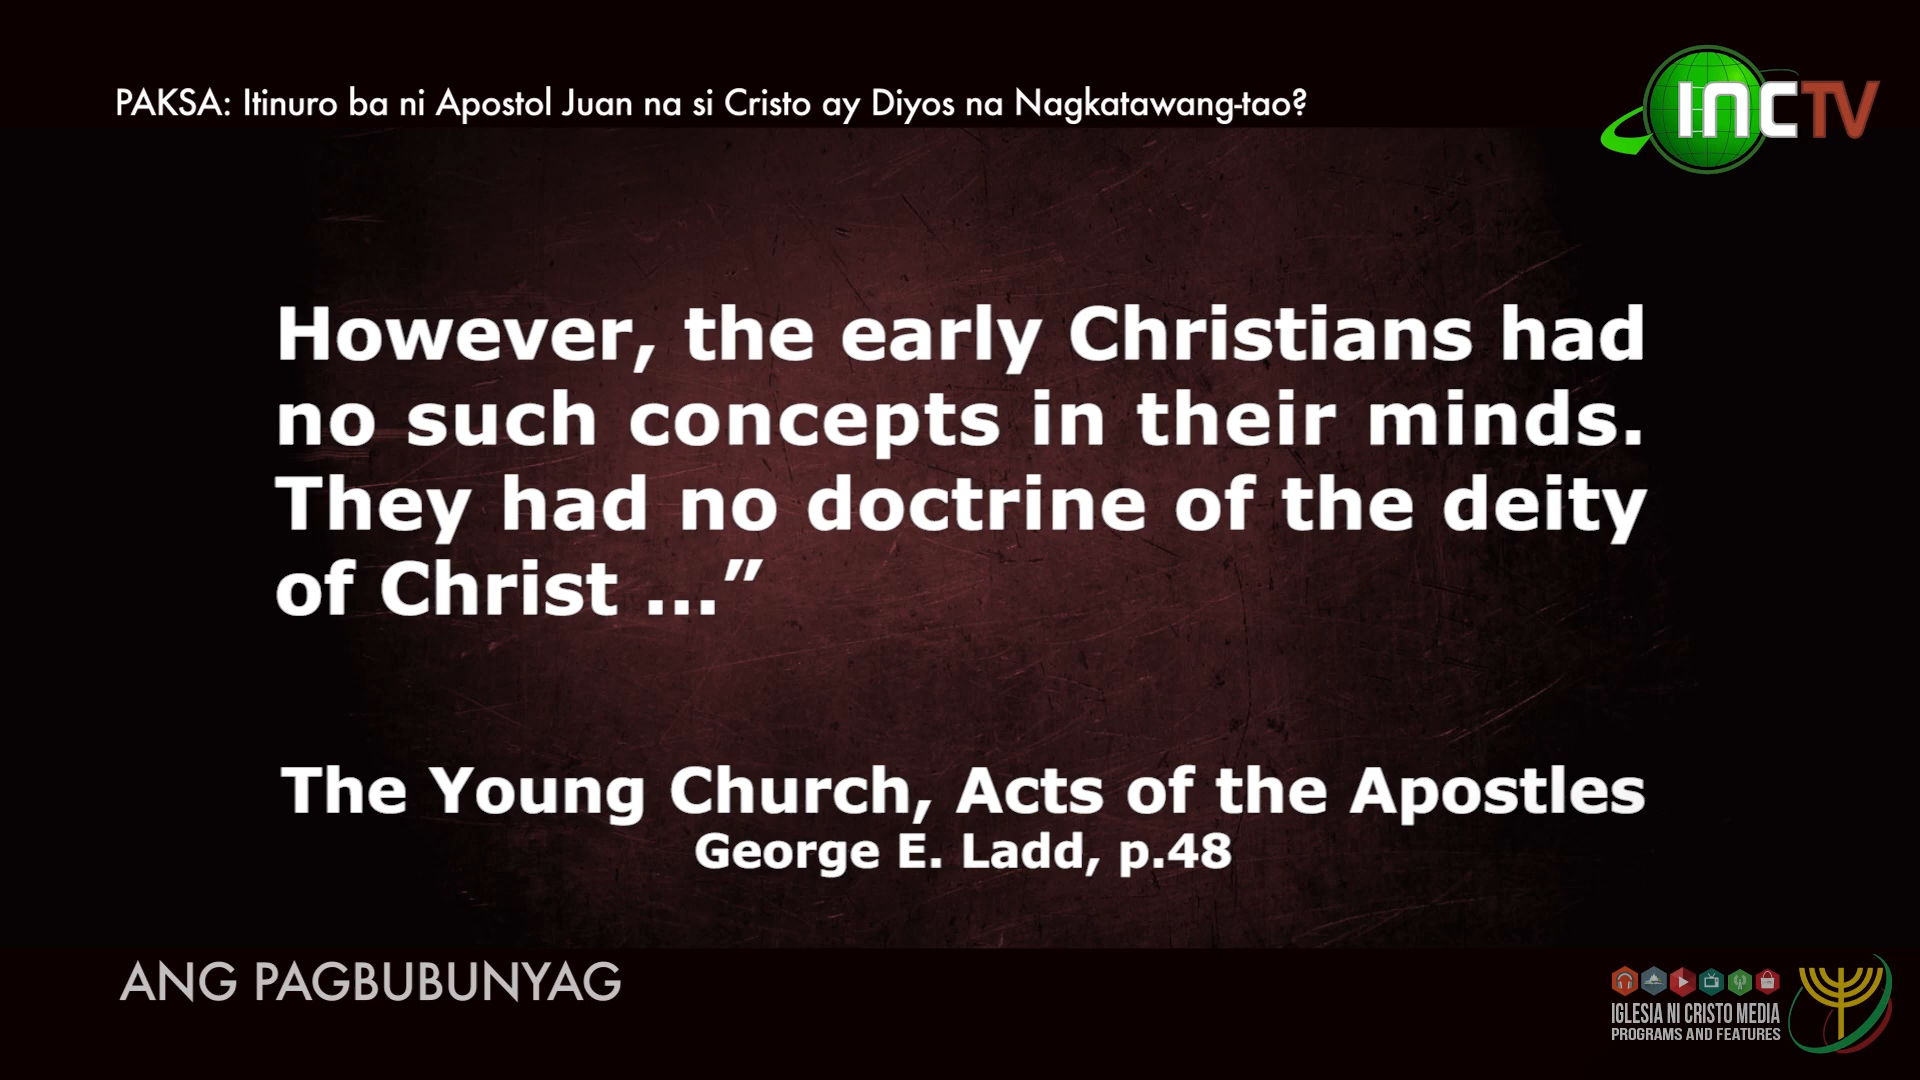 PAKSA: Itinuro ba ni Apostol Juan na si Cristo ay Diyos na Nagkatawang-tao?
INCTV
However, the early Christians had
no such concepts in their minds.
They had no doctrine of the deity
of Christ ...”
The Young Church, Acts of the Apostles
George E. Ladd, p.48
ANG PAGBUBUNYAG
IGLESIA NI CRISTO MEDIA
PROGRAMS AND FEATURES